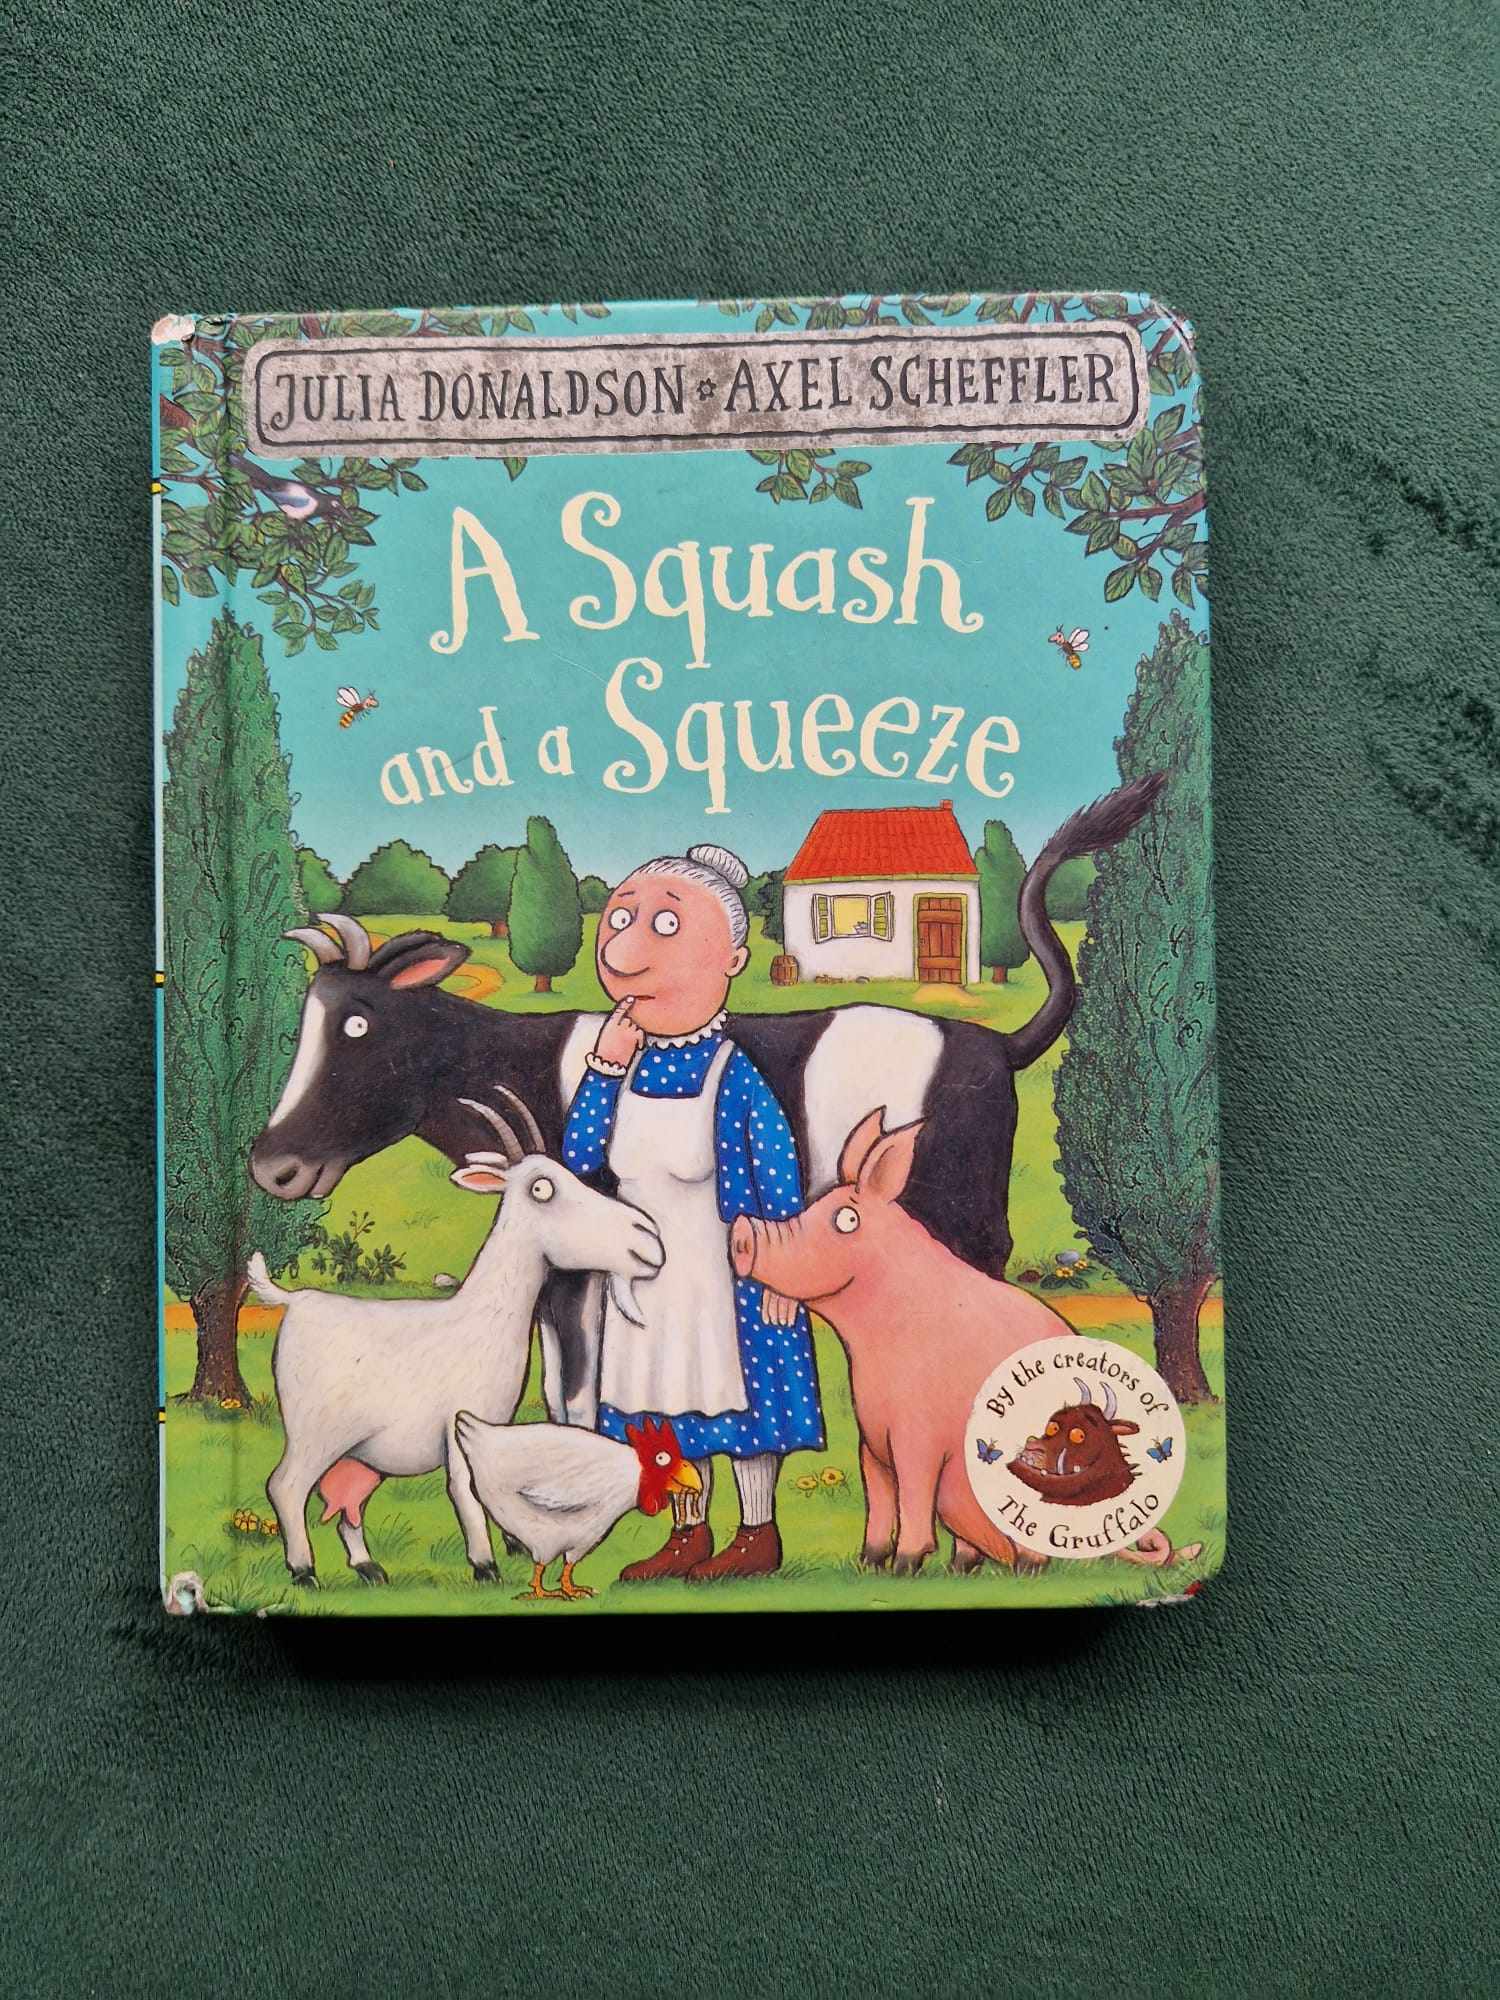 JULIA DONALDSON ✡ AXEL SCHEFFLER
A Squash
and a Squeeze
By the creators of
The Gruffalo